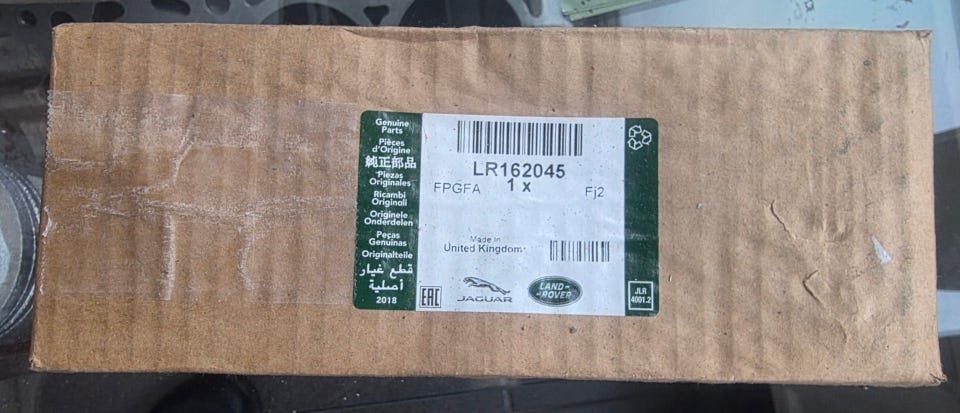 Genuine
Parts
Pièces
d'Origine
純正部品
Piezas
Originales
Ricambi
Originali
Originele
Onderdelen
Peças
Genuinas
Originalteile
قطع غيار
أصلية
2018
LR162045
FPGFA 1 x Fj2
Made in
United Kingdom
EAC
JAGUAR
LAND-
-ROVER
JLR
4001.2